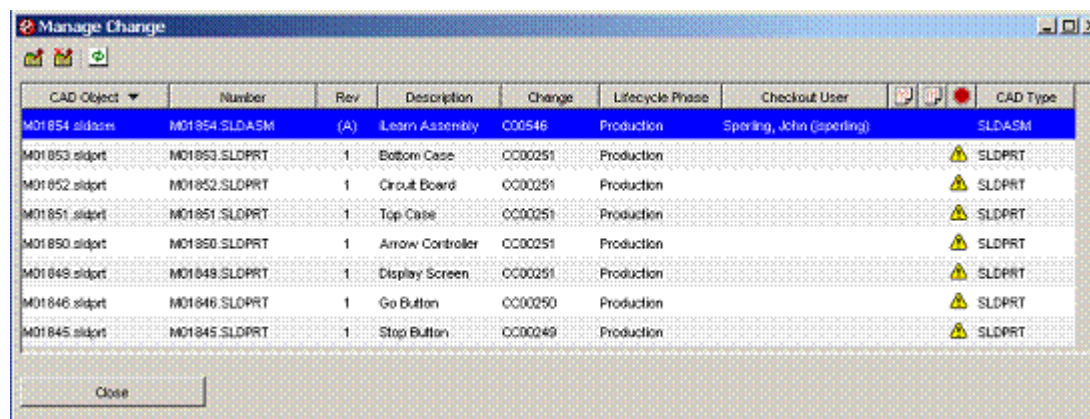 Manage Change
CAD Object Number Rev Description Change Lifecycle Phase Checkout User CAD Type
M01854.sldasm M01854.SLDASM (A) iLearn Assembly C00546 Production Sperling, John (jsperling) SLDASM
M01853.sldprt M01853.SLDPRT 1 Bottom Case CC00251 Production SLDPRT
M01852.sldprt M01852.SLDPRT 1 Circuit Board CC00251 Production SLDPRT
M01851.sldprt M01851.SLDPRT 1 Top Case CC00251 Production SLDPRT
M01850.sldprt M01850.SLDPRT 1 Arrow Controller CC00251 Production SLDPRT
M01849.sldprt M01849.SLDPRT 1 Display Screen CC00251 Production SLDPRT
M01846.sldprt M01846.SLDPRT 1 Go Button CC00250 Production SLDPRT
M01845.sldprt M01845.SLDPRT 1 Stop Button CC00249 Production SLDPRT
Close